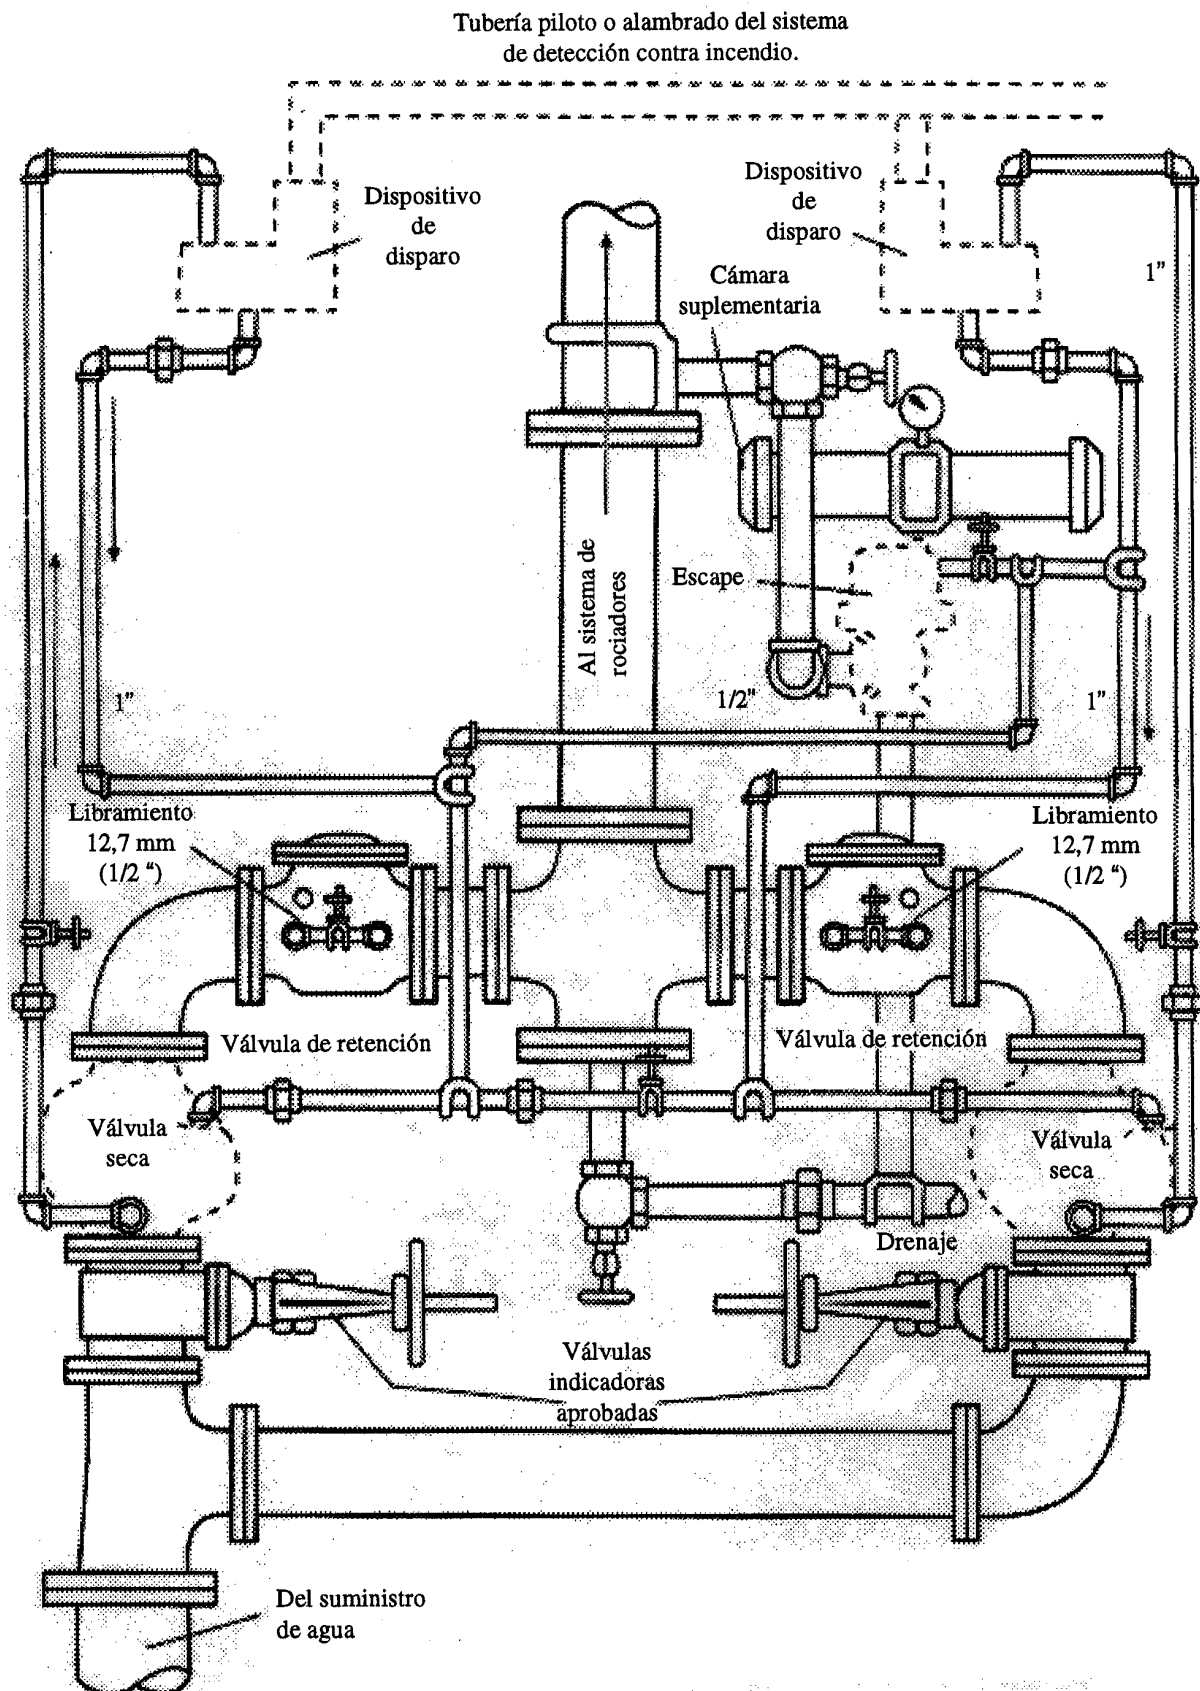 Tubería piloto o alambrado del sistema
de detección contra incendio.
Dispositivo
de
disparo
Dispositivo
de
disparo
1”
Cámara
suplementaria
Al sistema de
rociadores
Escape
1”
1/2”
1”
Libramiento
12,7 mm
(1/2 “)
Libramiento
12,7 mm
(1/2 “)
Válvula de retención
Válvula de retención
Válvula
seca
Válvula
seca
Drenaje
Válvulas
indicadoras
aprobadas
Del suministro
de agua